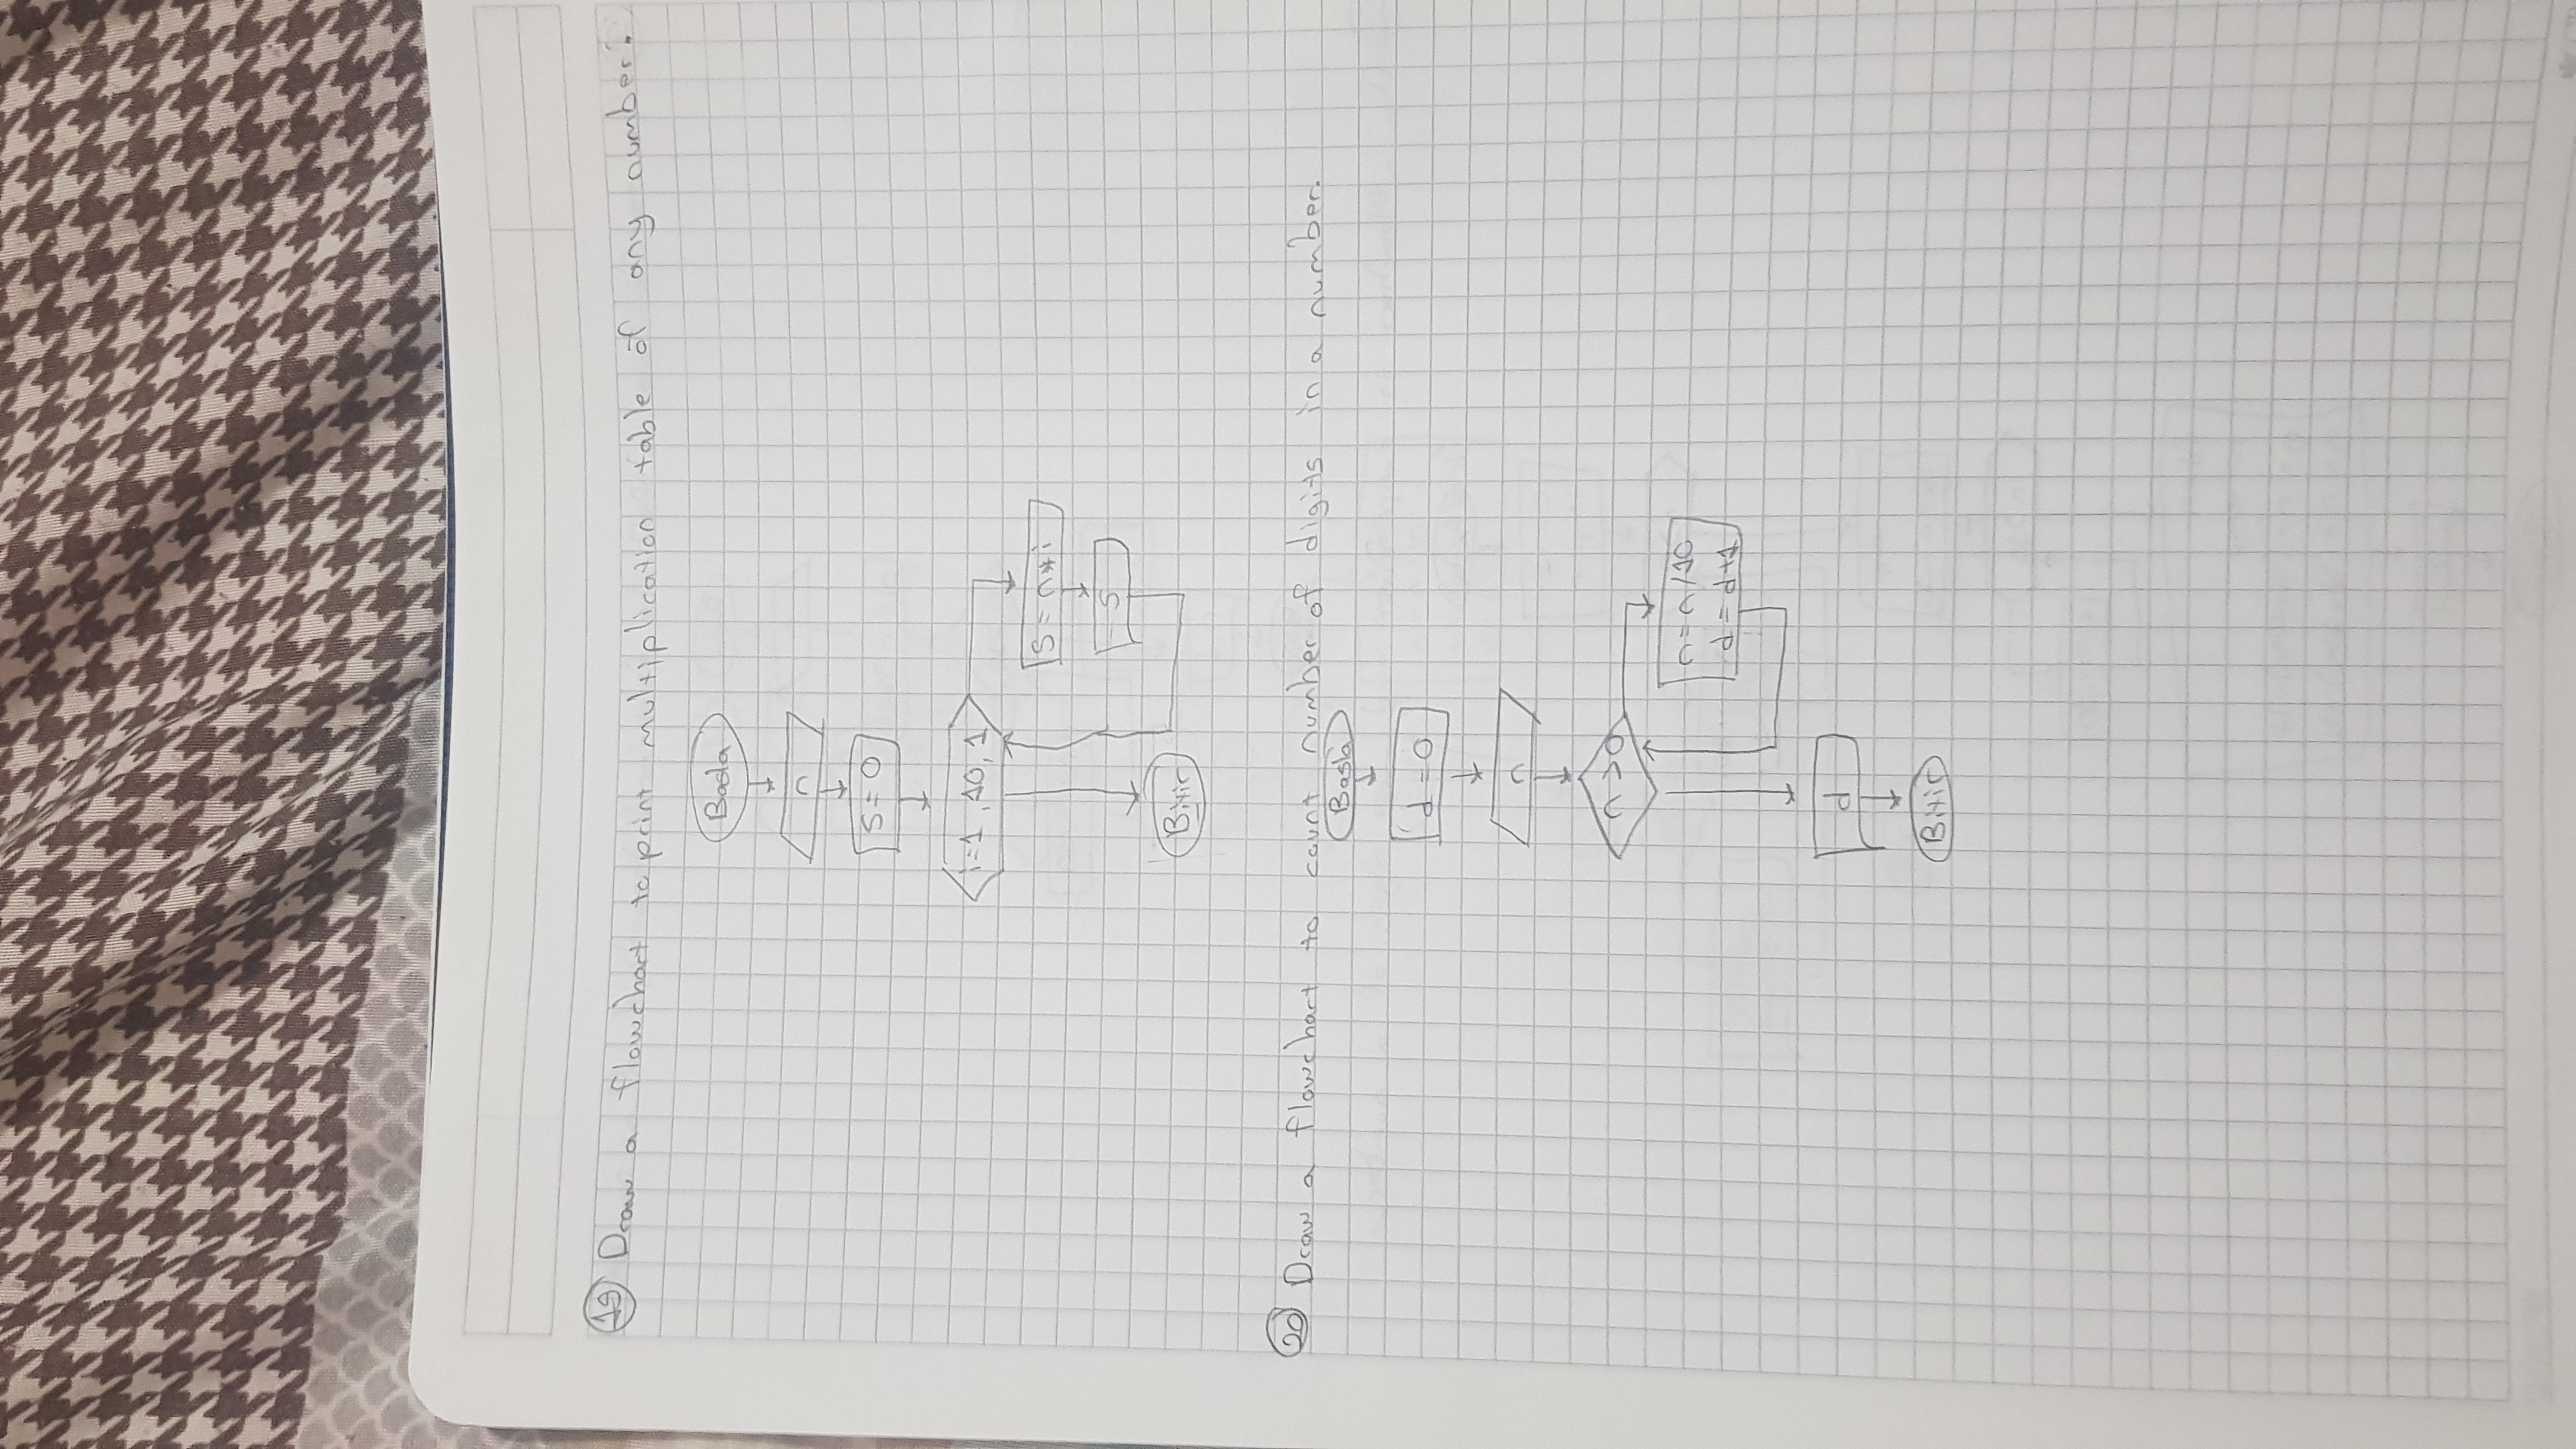 19 Draw a flowchart to print multiplication table of any number.
Basla
n
S=0
i=1,10,1
S=n*i
S
Bitir
20 Draw a flowchart to count number of digits in a number.
Basla
d=0
n
n>0
n=n/10
d=d+1
d
Bitir